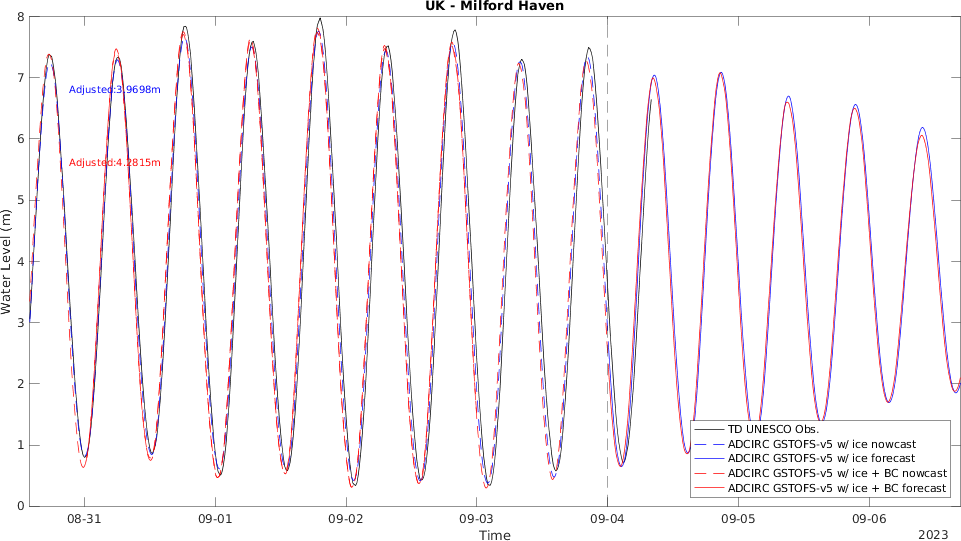 UK - Milford Haven
8
7
6
5
4
3
2
1
0
Water Level (m)
Adjusted:3.9698m
Adjusted:4.2815m
TD UNESCO Obs.
ADCIRC GSTOFS-v5 w/ ice nowcast
ADCIRC GSTOFS-v5 w/ ice forecast
ADCIRC GSTOFS-v5 w/ ice + BC nowcast
ADCIRC GSTOFS-v5 w/ ice + BC forecast
08-31 09-01 09-02 09-03 09-04 09-05 09-06
Time
2023